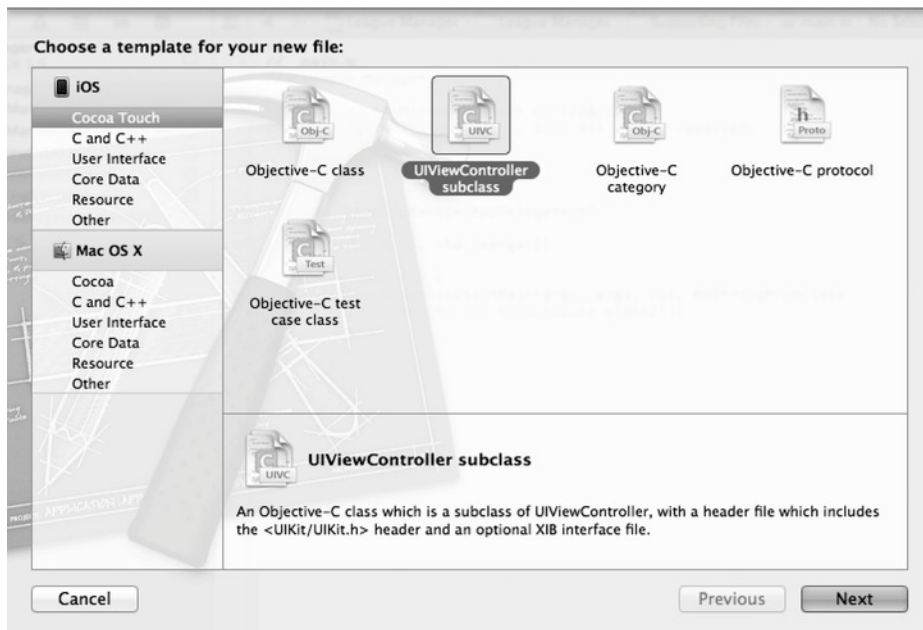 Choose a template for your new file:
iOS
Cocoa Touch
C and C++
User Interface
Core Data
Resource
Other
Mac OS X
Cocoa
C and C++
User Interface
Core Data
Resource
Other
C
Obj-C
Objective-C class
C
UIVC
UIViewController
subclass
C
Obj-C
Objective-C
category
h
Proto
Objective-C protocol
C
Test
Objective-C test
case class
C
UIVC
UIViewController subclass
An Objective-C class which is a subclass of UIViewController, with a header file which includes
the <UIKit/UIKit.h> header and an optional XIB interface file.
Cancel
Previous
Next